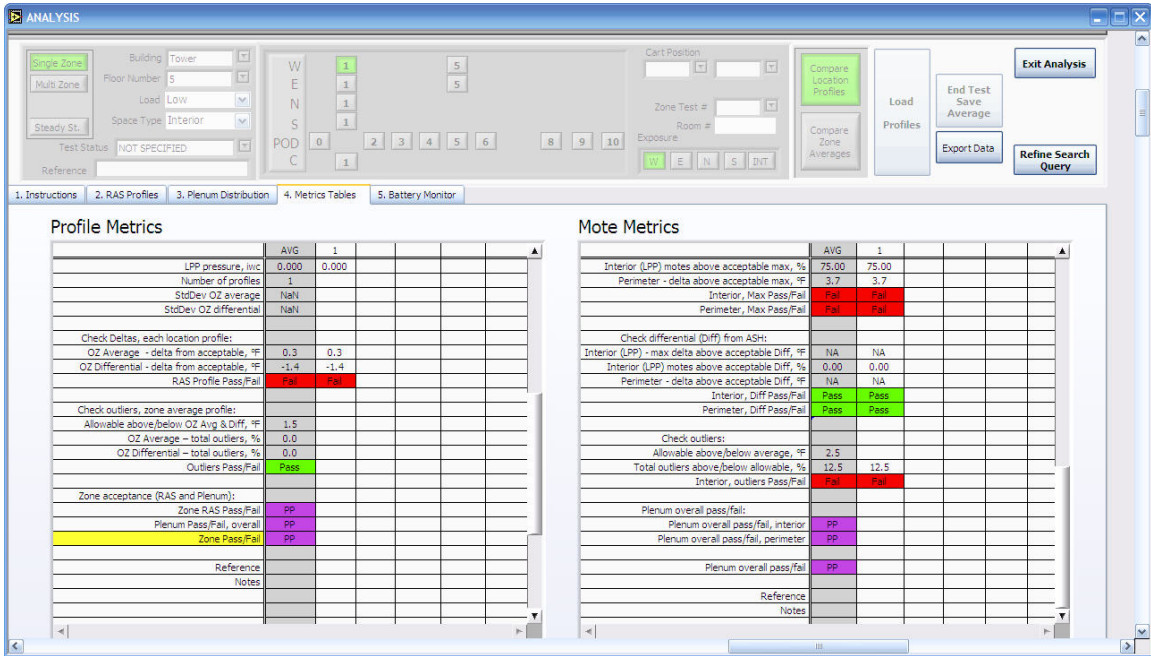 ANALYSIS
Single Zone
Multi Zone
Steady St.
Building Tower
Floor Number 5
Load Low
Space Type Interior
Test Status NOT SPECIFIED
Reference
W 1 5
E 1 5
N 1
S 1
POD 0 2 3 4 5 6 8 9 10
C 1
Cart Position
Zone Test #
Room #
Exposure
W E N S INT
Compare Location Profiles
Compare Zone Averages
Load Profiles
End Test Save Average
Export Data
Exit Analysis
Refine Search Query
1. Instructions 2. RAS Profiles 3. Plenum Distribution 4. Metrics Tables 5. Battery Monitor
Profile Metrics
AVG 1
LPP pressure, iwc 0.000 0.000
Number of profiles 1
StdDev OZ average NaN
StdDev OZ differential NaN
Check Deltas, each location profile:
OZ Average - delta from acceptable, °F 0.3 0.3
OZ Differential - delta from acceptable, °F -1.4 -1.4
RAS Profile Pass/Fail Fail Fail
Check outliers, zone average profile:
Allowable above/below OZ Avg & Diff, °F 1.5
OZ Average – total outliers, % 0.0
OZ Differential – total outliers, % 0.0
Outliers Pass/Fail Pass
Zone acceptance (RAS and Plenum):
Zone RAS Pass/Fail PP
Plenum Pass/Fail, overall PP
Zone Pass/Fail PP
Reference
Notes
Mote Metrics
AVG 1
Interior (LPP) motes above acceptable max, % 75.00 75.00
Perimeter - delta above acceptable max, °F 3.7 3.7
Interior, Max Pass/Fail Fail Fail
Perimeter, Max Pass/Fail Fail Fail
Check differential (Diff) from ASH:
Interior (LPP) - max delta above acceptable Diff, °F NA NA
Interior (LPP) motes above acceptable Diff, % 0.00 0.00
Perimeter - delta above acceptable Diff, °F NA NA
Interior, Diff Pass/Fail Pass Pass
Perimeter, Diff Pass/Fail Pass Pass
Check outliers:
Allowable above/below average, °F 2.5
Total outliers above/below allowable, % 12.5 12.5
Interior, outliers Pass/Fail Fail Fail
Plenum overall pass/fail:
Plenum overall pass/fail, interior PP
Plenum overall pass/fail, perimeter PP
Plenum overall pass/fail PP
Reference
Notes